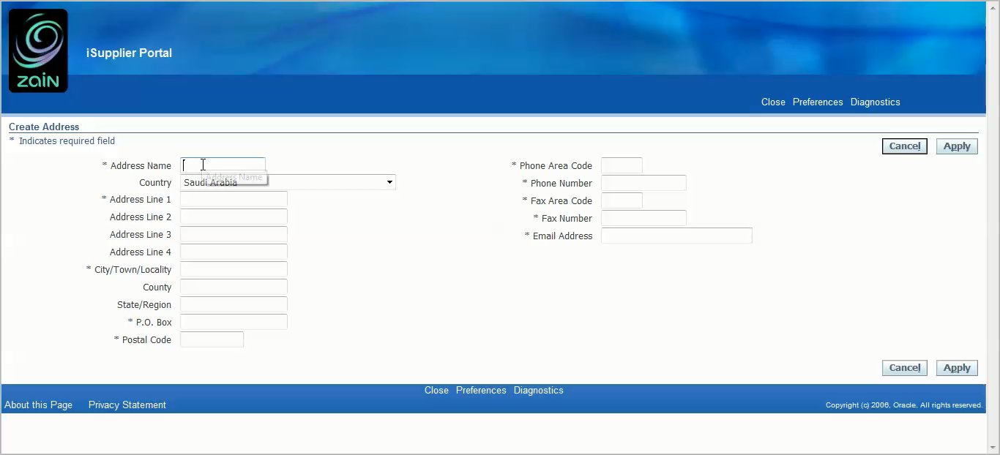 zain
iSupplier Portal
Close Preferences Diagnostics
Create Address
* Indicates required field
Cancel Apply
* Address Name
Address Name
Country Saudi Arabia
* Address Line 1
Address Line 2
Address Line 3
Address Line 4
* City/Town/Locality
County
State/Region
* P.O. Box
* Postal Code
* Phone Area Code
* Phone Number
* Fax Area Code
* Fax Number
* Email Address
Cancel Apply
Close Preferences Diagnostics
About this Page Privacy Statement
Copyright (c) 2006, Oracle. All rights reserved.